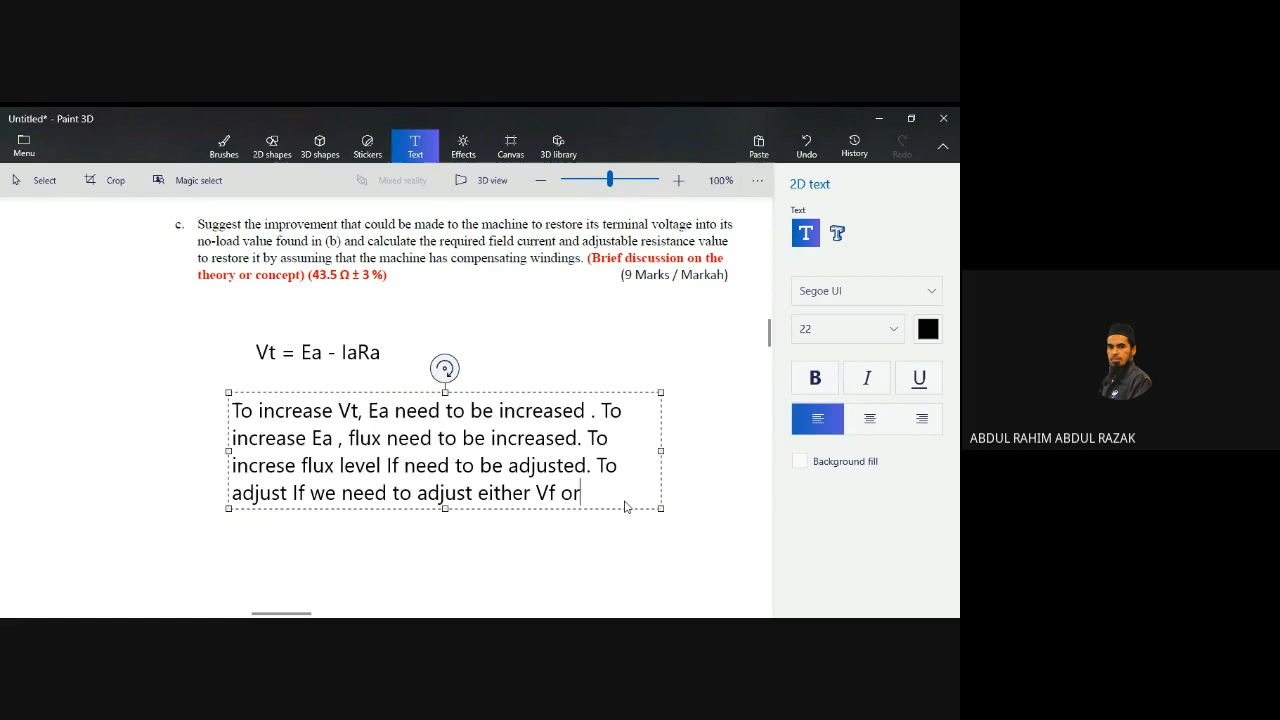 Untitled* - Paint 3D
Menu
Brushes
2D shapes
3D shapes
Stickers
Text
Effects
Canvas
3D library
Paste
Undo
History
Redo
Select
Crop
Magic select
Mixed reality
3D view
100%
2D text
Text
Segoe UI
22
B
I
U
Background fill
c. Suggest the improvement that could be made to the machine to restore its terminal voltage into its
no-load value found in (b) and calculate the required field current and adjustable resistance value
to restore it by assuming that the machine has compensating windings. (Brief discussion on the
theory or concept) (43.5 Ω ± 3 %) (9 Marks / Markah)
Vt = Ea - IaRa
To increase Vt, Ea need to be increased . To
increase Ea , flux need to be increased. To
increse flux level If need to be adjusted. To
adjust If we need to adjust either Vf or
ABDUL RAHIM ABDUL RAZAK